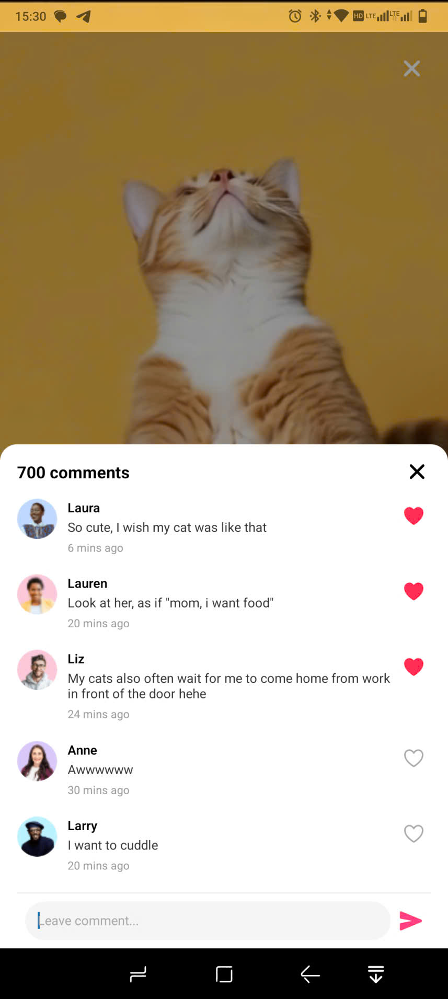 15:30
HD LTE LTE
700 comments
Laura
So cute, I wish my cat was like that
6 mins ago
Lauren
Look at her, as if "mom, i want food"
20 mins ago
Liz
My cats also often wait for me to come home from work
in front of the door hehe
24 mins ago
Anne
Awwwwww
30 mins ago
Larry
I want to cuddle
20 mins ago
Leave comment...